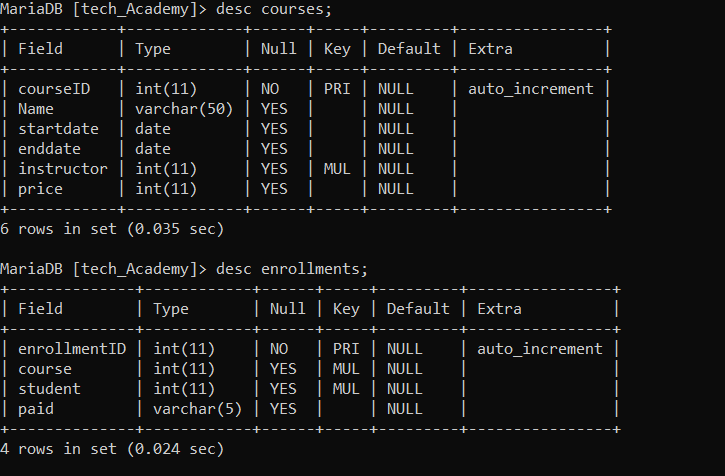 MariaDB [tech_Academy]> desc courses;
+------------+-------------+------+-----+---------+----------------+
| Field      | Type        | Null | Key | Default | Extra          |
+------------+-------------+------+-----+---------+----------------+
| courseID   | int(11)     | NO   | PRI | NULL    | auto_increment |
| Name       | varchar(50) | YES  |     | NULL    |                |
| startdate  | date        | YES  |     | NULL    |                |
| enddate    | date        | YES  |     | NULL    |                |
| instructor | int(11)     | YES  | MUL | NULL    |                |
| price      | int(11)     | YES  |     | NULL    |                |
+------------+-------------+------+-----+---------+----------------+
6 rows in set (0.035 sec)

MariaDB [tech_Academy]> desc enrollments;
+--------------+------------+------+-----+---------+----------------+
| Field        | Type       | Null | Key | Default | Extra          |
+--------------+------------+------+-----+---------+----------------+
| enrollmentID | int(11)    | NO   | PRI | NULL    | auto_increment |
| course       | int(11)    | YES  | MUL | NULL    |                |
| student      | int(11)    | YES  | MUL | NULL    |                |
| paid         | varchar(5) | YES  |     | NULL    |                |
+--------------+------------+------+-----+---------+----------------+
4 rows in set (0.024 sec)